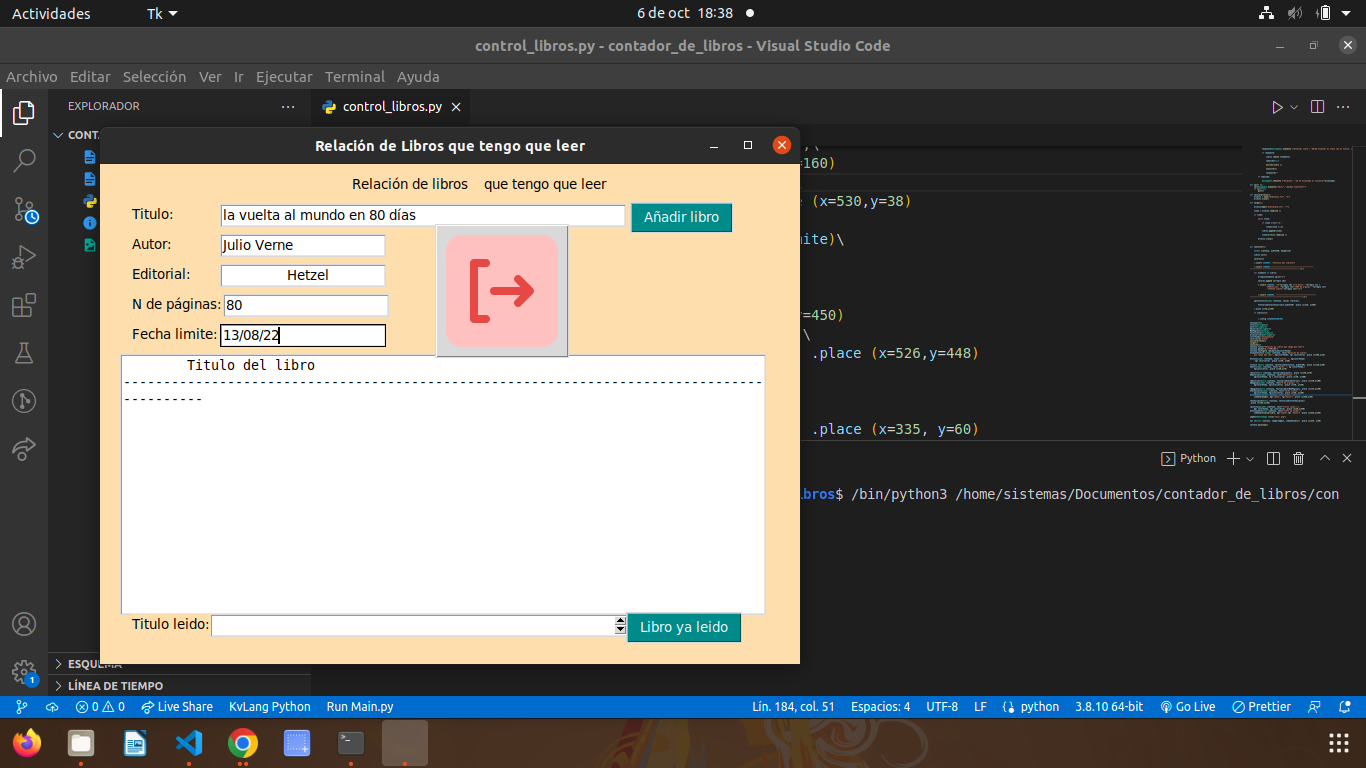 Actividades
Tk
6 de oct 18:38
control_libros.py - contador_de_libros - Visual Studio Code
Archivo Editar Selección Ver Ir Ejecutar Terminal Ayuda
EXPLORADOR
control_libros.py
CONT
Relación de Libros que tengo que leer
Relación de libros que tengo que leer
Titulo: la vuelta al mundo en 80 días
Añadir libro
Autor: Julio Verne
Editorial: Hetzel
N de páginas: 80
Fecha limite: 13/08/22
Titulo del libro
Titulo leido:
Libro ya leido
=160)
(x=530,y=38)
nite)\
y=450)
\
.place (x=526,y=448)
.place (x=335, y=60)
Python
ibros$ /bin/python3 /home/sistemas/Documentos/contador_de_libros/con
ESQUEMA
LÍNEA DE TIEMPO
1
0 0 Live Share KvLang Python Run Main.py
Lín. 184, col. 51 Espacios: 4 UTF-8 LF python 3.8.10 64-bit Go Live Prettier